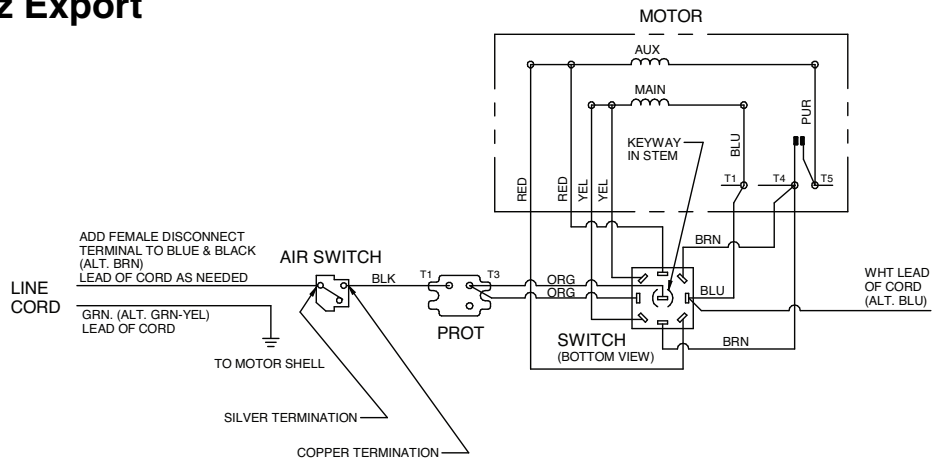 z Export
MOTOR
AUX
MAIN
KEYWAY
IN STEM
BLU
PUR
RED
RED
YEL
YEL
T1
T4
T5
ADD FEMALE DISCONNECT
TERMINAL TO BLUE & BLACK
(ALT. BRN)
LEAD OF CORD AS NEEDED
AIR SWITCH
BLK
T1
T3
ORG
ORG
BRN
BLU
WHT LEAD
OF CORD
(ALT. BLU)
LINE
CORD
GRN. (ALT. GRN-YEL)
LEAD OF CORD
PROT
SWITCH
(BOTTOM VIEW)
BRN
TO MOTOR SHELL
SILVER TERMINATION
COPPER TERMINATION